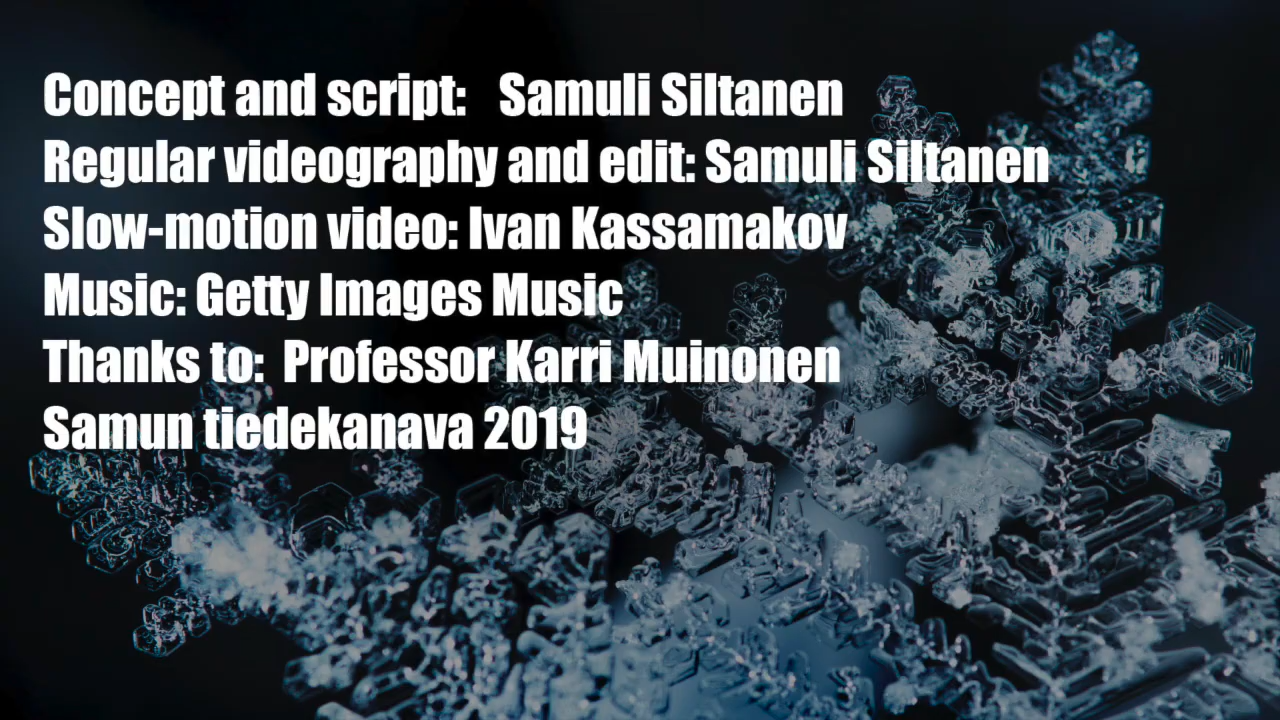 Concept and script: Samuli Siltanen
Regular videography and edit: Samuli Siltanen
Slow-motion video: Ivan Kassamakov
Music: Getty Images Music
Thanks to: Professor Karri Muinonen
Samun tiedekanava 2019